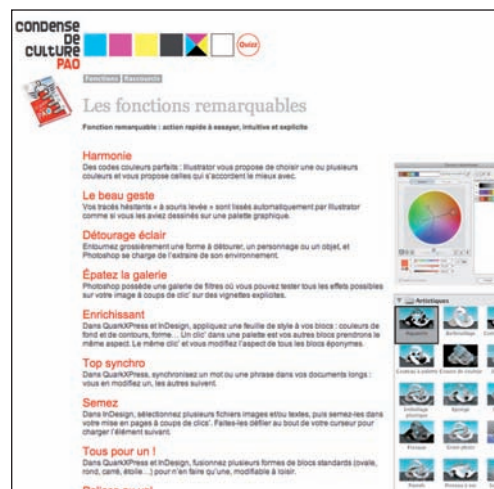 CONDENSE
DE
CULTURE
PAO
Quizz
Fonctions Raccourcis
Les fonctions remarquables
Fonction remarquable : action rapide à essayer, intuitive et explicite
Harmonie
Des codes couleurs parfaits : Illustrator vous propose de choisir une ou plusieurs
couleurs et vous propose celles qui s'accordent le mieux avec.
Le beau geste
Vos tracés hésitants « à souris levée » sont lissés automatiquement par Illustrator
comme si vous les aviez dessinés sur une palette graphique.
Détourage éclair
Entournez grossièrement une forme à détourer, un personnage ou un objet, et
Photoshop se charge de l'extraire de son environnement.
Épatez la galerie
Photoshop possède une galerie de filtres où vous pouvez tester tous les effets possibles
sur votre image à coups de clic' sur des vignettes explicites.
Enrichissant
Dans QuarkXPress et InDesign, appliquez une feuille de style à vos blocs : couleurs de
fond et de contours, forme... Un clic' dans une palette est vos autres blocs prendrons le
même aspect. Le même clic' et vous modifiez l'aspect de tous les blocs éponymes.
Top synchro
Dans QuarkXPress, synchronisez un mot ou une phrase dans vos documents longs :
vous en modifiez un, les autres suivent.
Semez
Dans InDesign, sélectionnez plusieurs fichiers images et/ou textes, puis semez-les dans
votre mise en pages à coups de clics'. Faites-les défiler au bout de votre curseur pour
charger l'élément suivant.
Tous pour un !
Dans QuarkXPress et InDesign, fusionnez plusieurs formes de blocs standards (ovale,
rond, carré, étoile...) pour n'en faire qu'une, modifiable à loisir.
Artistiques